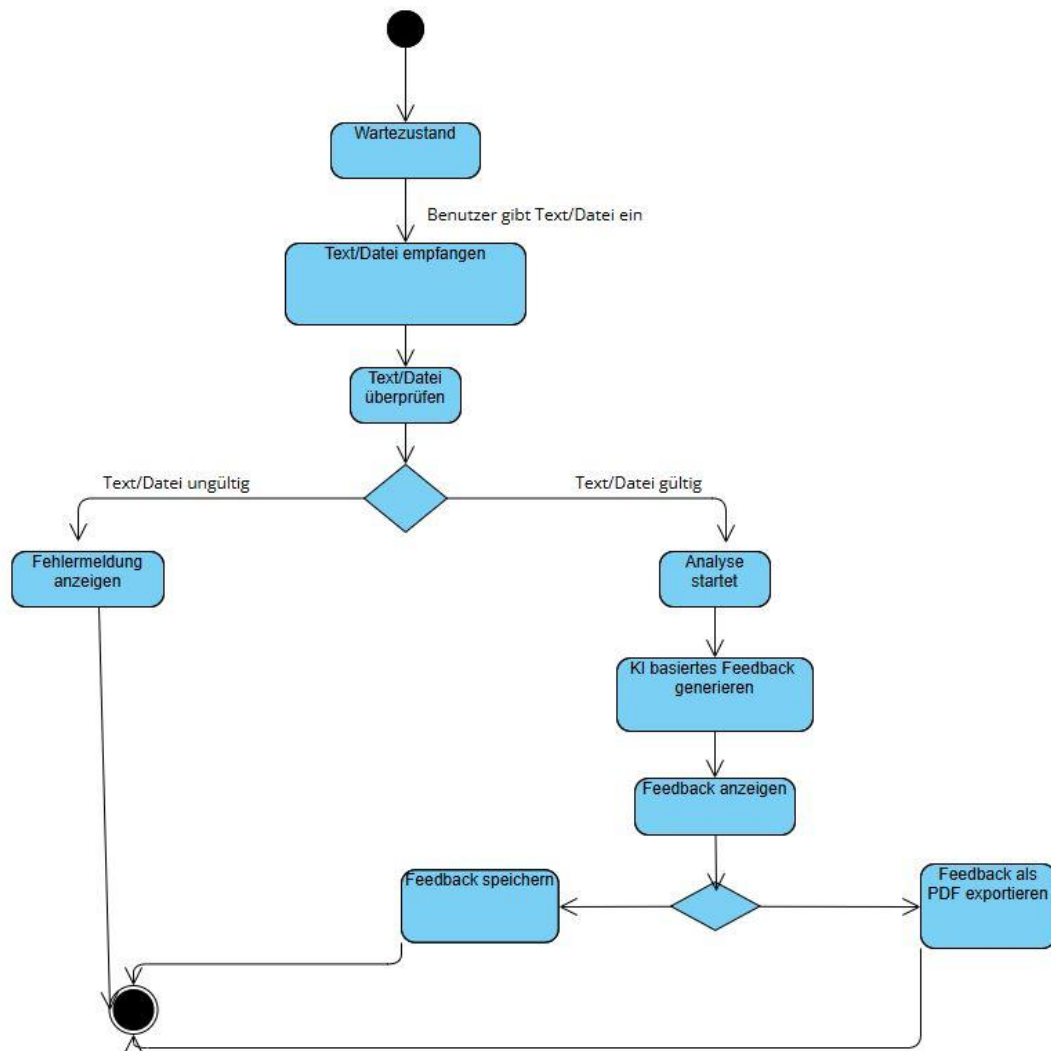 Wartezustand
Benutzer gibt Text/Datei ein
Text/Datei empfangen
Text/Datei
überprüfen
Text/Datei ungültig
Text/Datei gültig
Fehlermeldung
anzeigen
Analyse
startet
KI basiertes Feedback
generieren
Feedback anzeigen
Feedback speichern
Feedback als
PDF exportieren